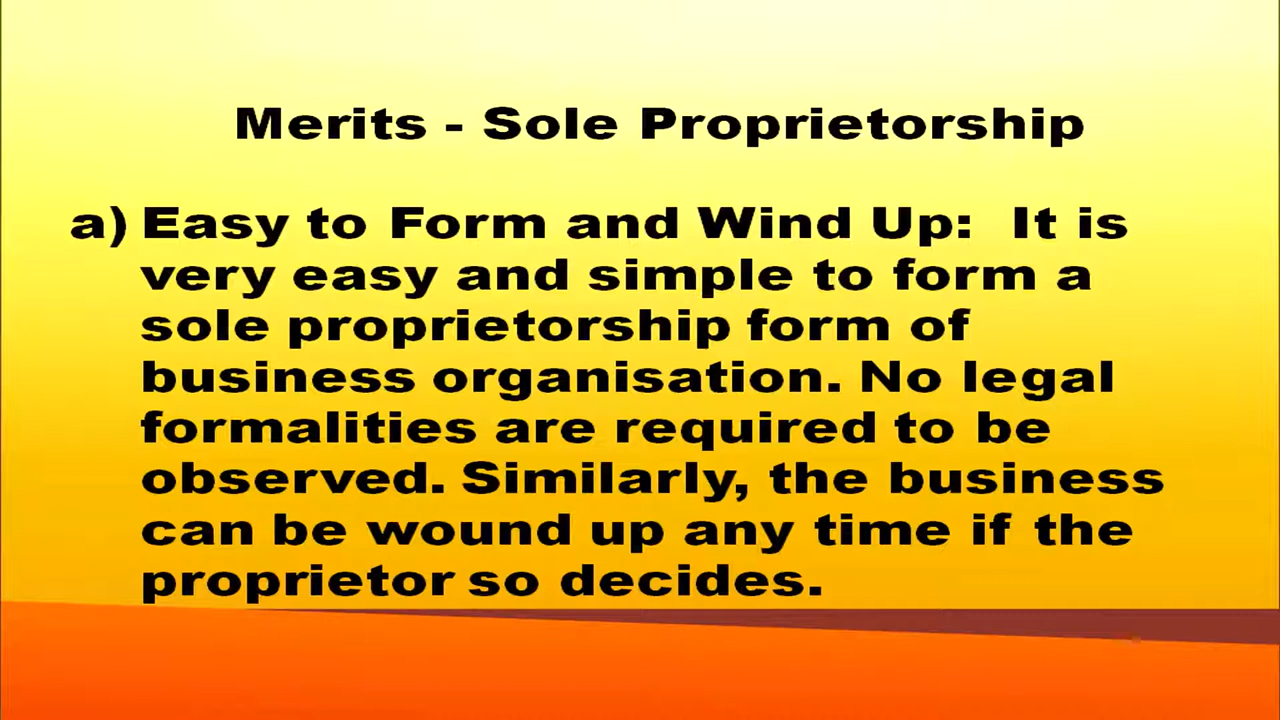 Merits - Sole Proprietorship
a) Easy to Form and Wind Up:  It is
very easy and simple to form a
sole proprietorship form of
business organisation. No legal
formalities are required to be
observed. Similarly, the business
can be wound up any time if the
proprietor so decides.